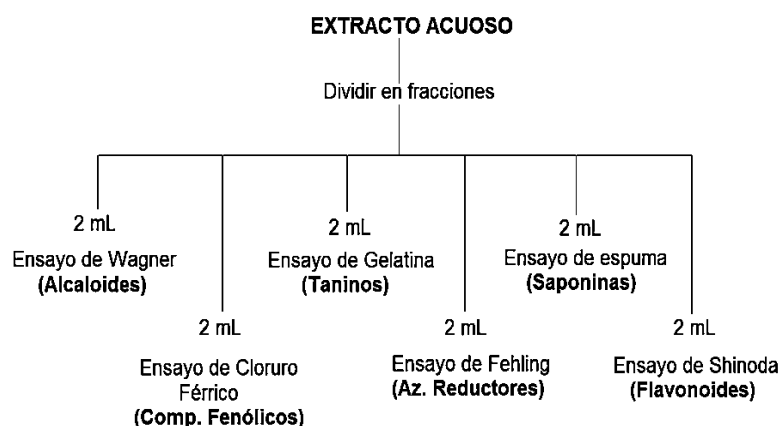 EXTRACTO ACUOSO
Dividir en fracciones
2 mL
Ensayo de Wagner
(Alcaloides)
2 mL
Ensayo de Cloruro
Férrico
(Comp. Fenólicos)
2 mL
Ensayo de Gelatina
(Taninos)
2 mL
Ensayo de Fehling
(Az. Reductores)
2 mL
Ensayo de espuma
(Saponinas)
2 mL
Ensayo de Shinoda
(Flavonoides)